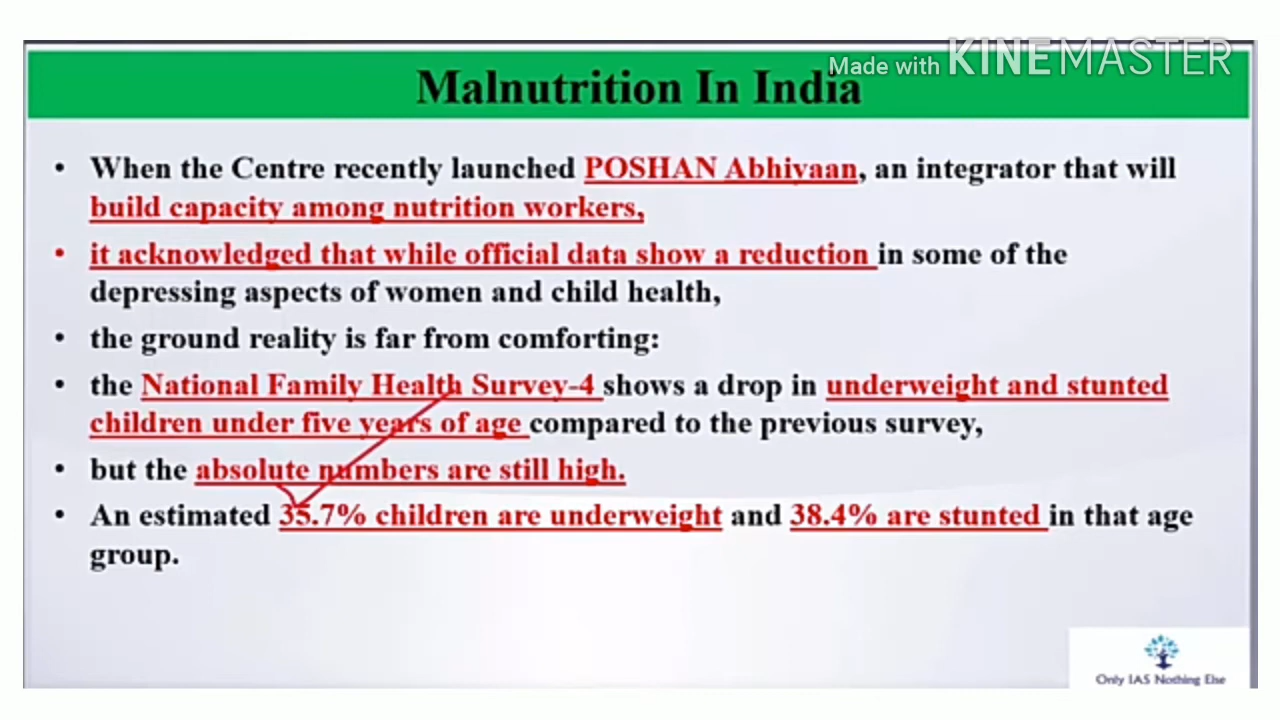 Made with KINEMASTER
Malnutrition In India
• When the Centre recently launched POSHAN Abhiyaan, an integrator that will
build capacity among nutrition workers,
• it acknowledged that while official data show a reduction in some of the
depressing aspects of women and child health,
• the ground reality is far from comforting:
• the National Family Health Survey-4 shows a drop in underweight and stunted
children under five years of age compared to the previous survey,
• but the absolute numbers are still high.
• An estimated 35.7% children are underweight and 38.4% are stunted in that age
group.
Only IAS Nothing Else